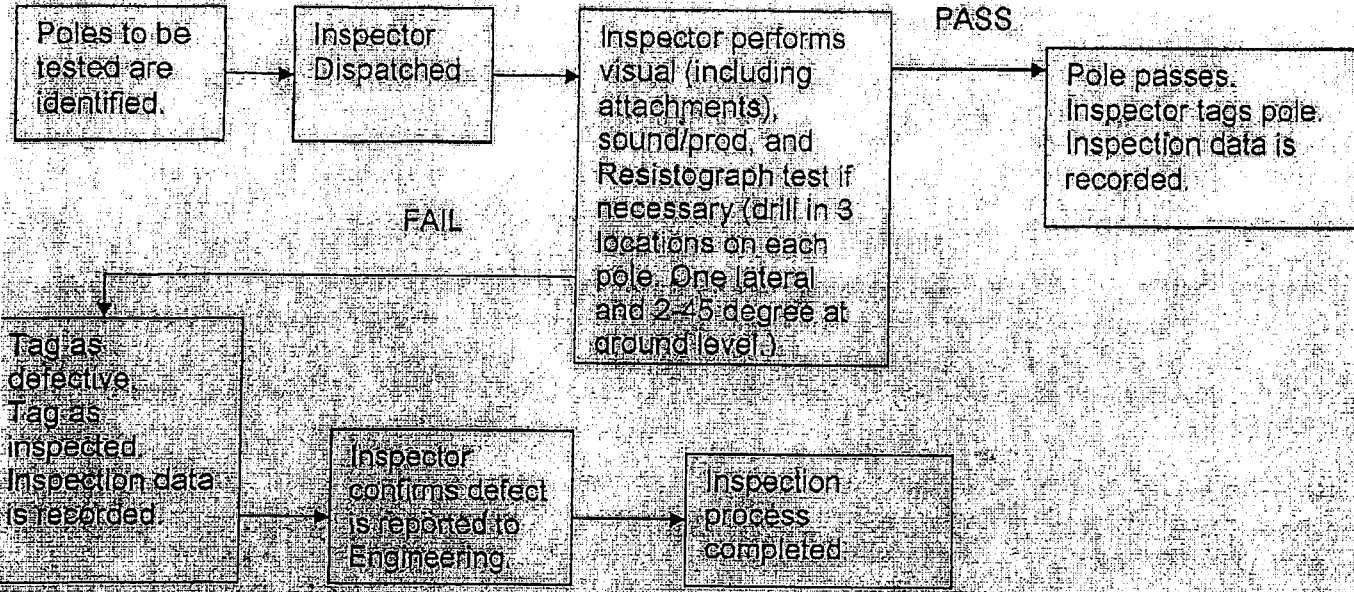 Poles to be
tested are
identified.
Inspector
Dispatched
Inspector performs
visual (including
attachments),
sound/prod, and
Resistograph test if
necessary (drill in 3
locations on each
pole. One lateral
and 2-45 degree at
ground level.)
PASS
Pole passes.
Inspector tags pole.
Inspection data is
recorded.
FAIL
Tag as
defective
Tag as
inspected.
Inspection data
is recorded.
Inspector
confirms defect
is reported to
Engineering.
Inspection
process
completed